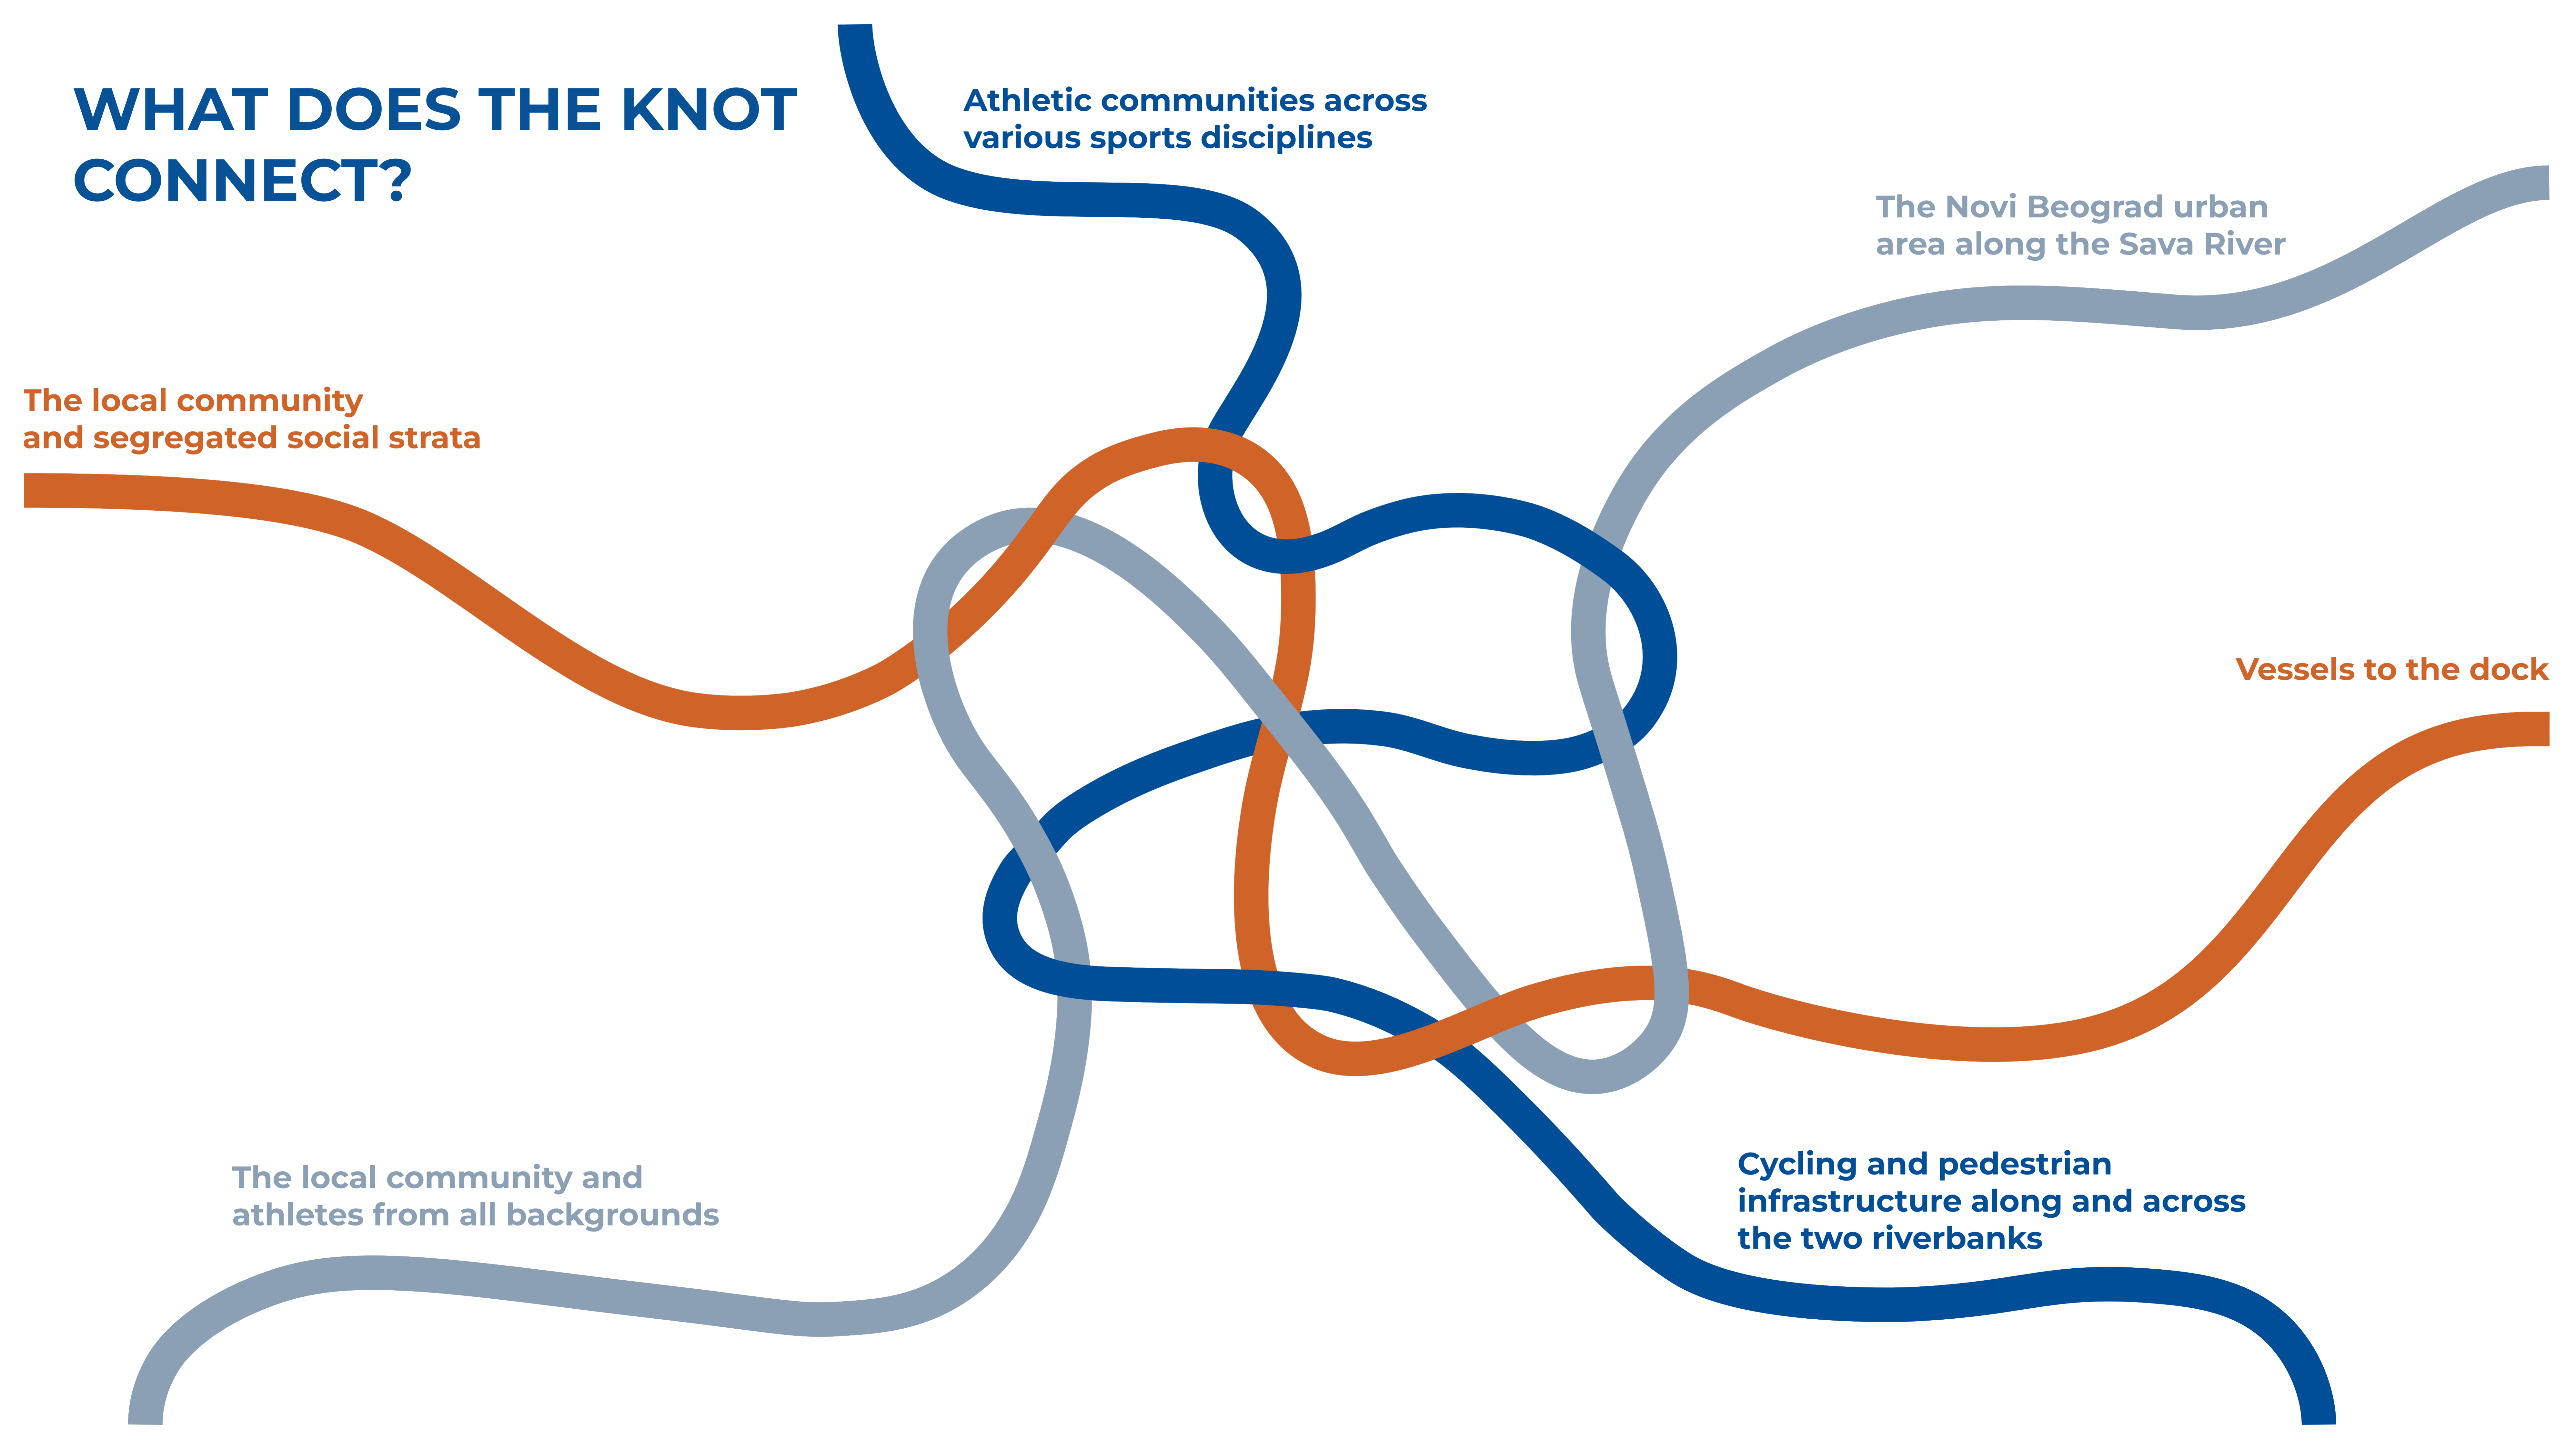 WHAT DOES THE KNOT
CONNECT?
Athletic communities across
various sports disciplines
The Novi Beograd urban
area along the Sava River
The local community
and segregated social strata
Vessels to the dock
The local community and
athletes from all backgrounds
Cycling and pedestrian
infrastructure along and across
the two riverbanks